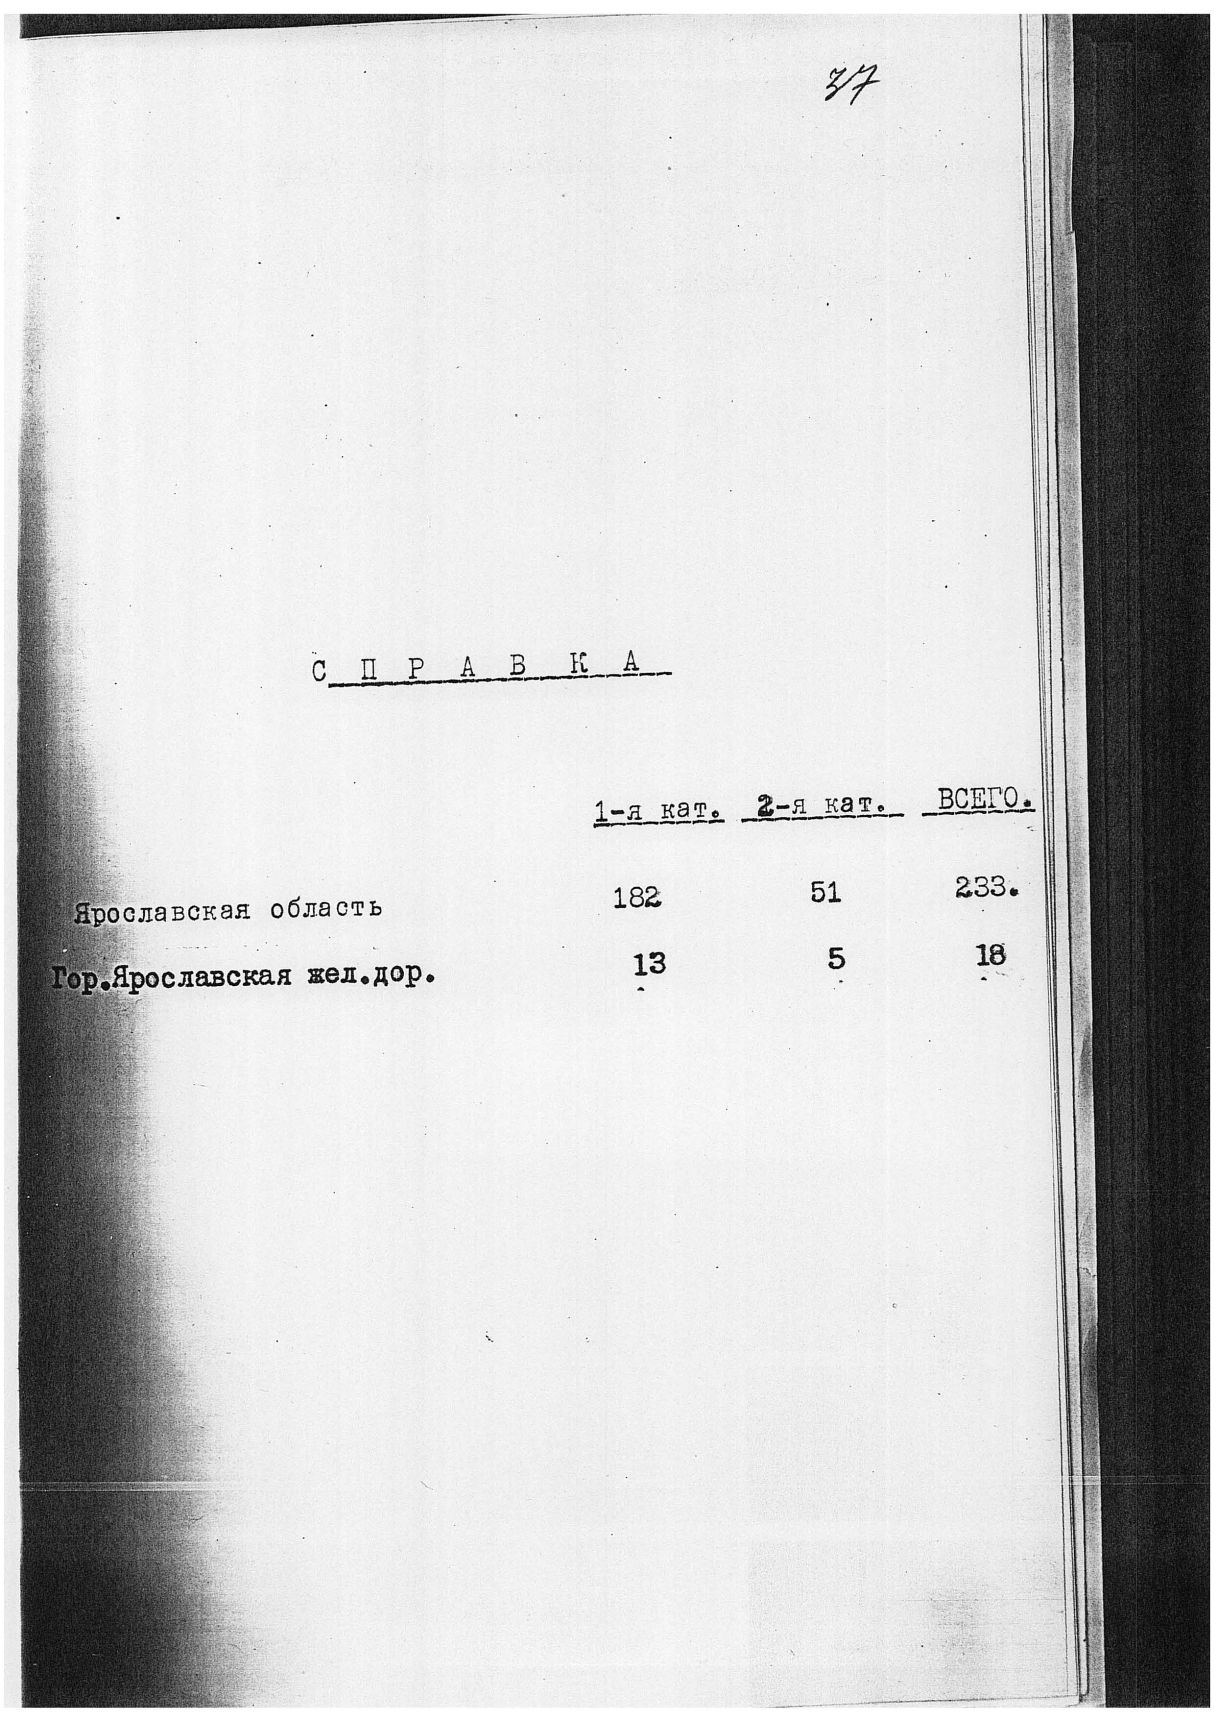 37
С П Р А В К А
1-я кат. 2-я кат. ВСЕГО.
Ярославская область 182 51 233.
Гор.Ярославская жел.дор. 13 5 18